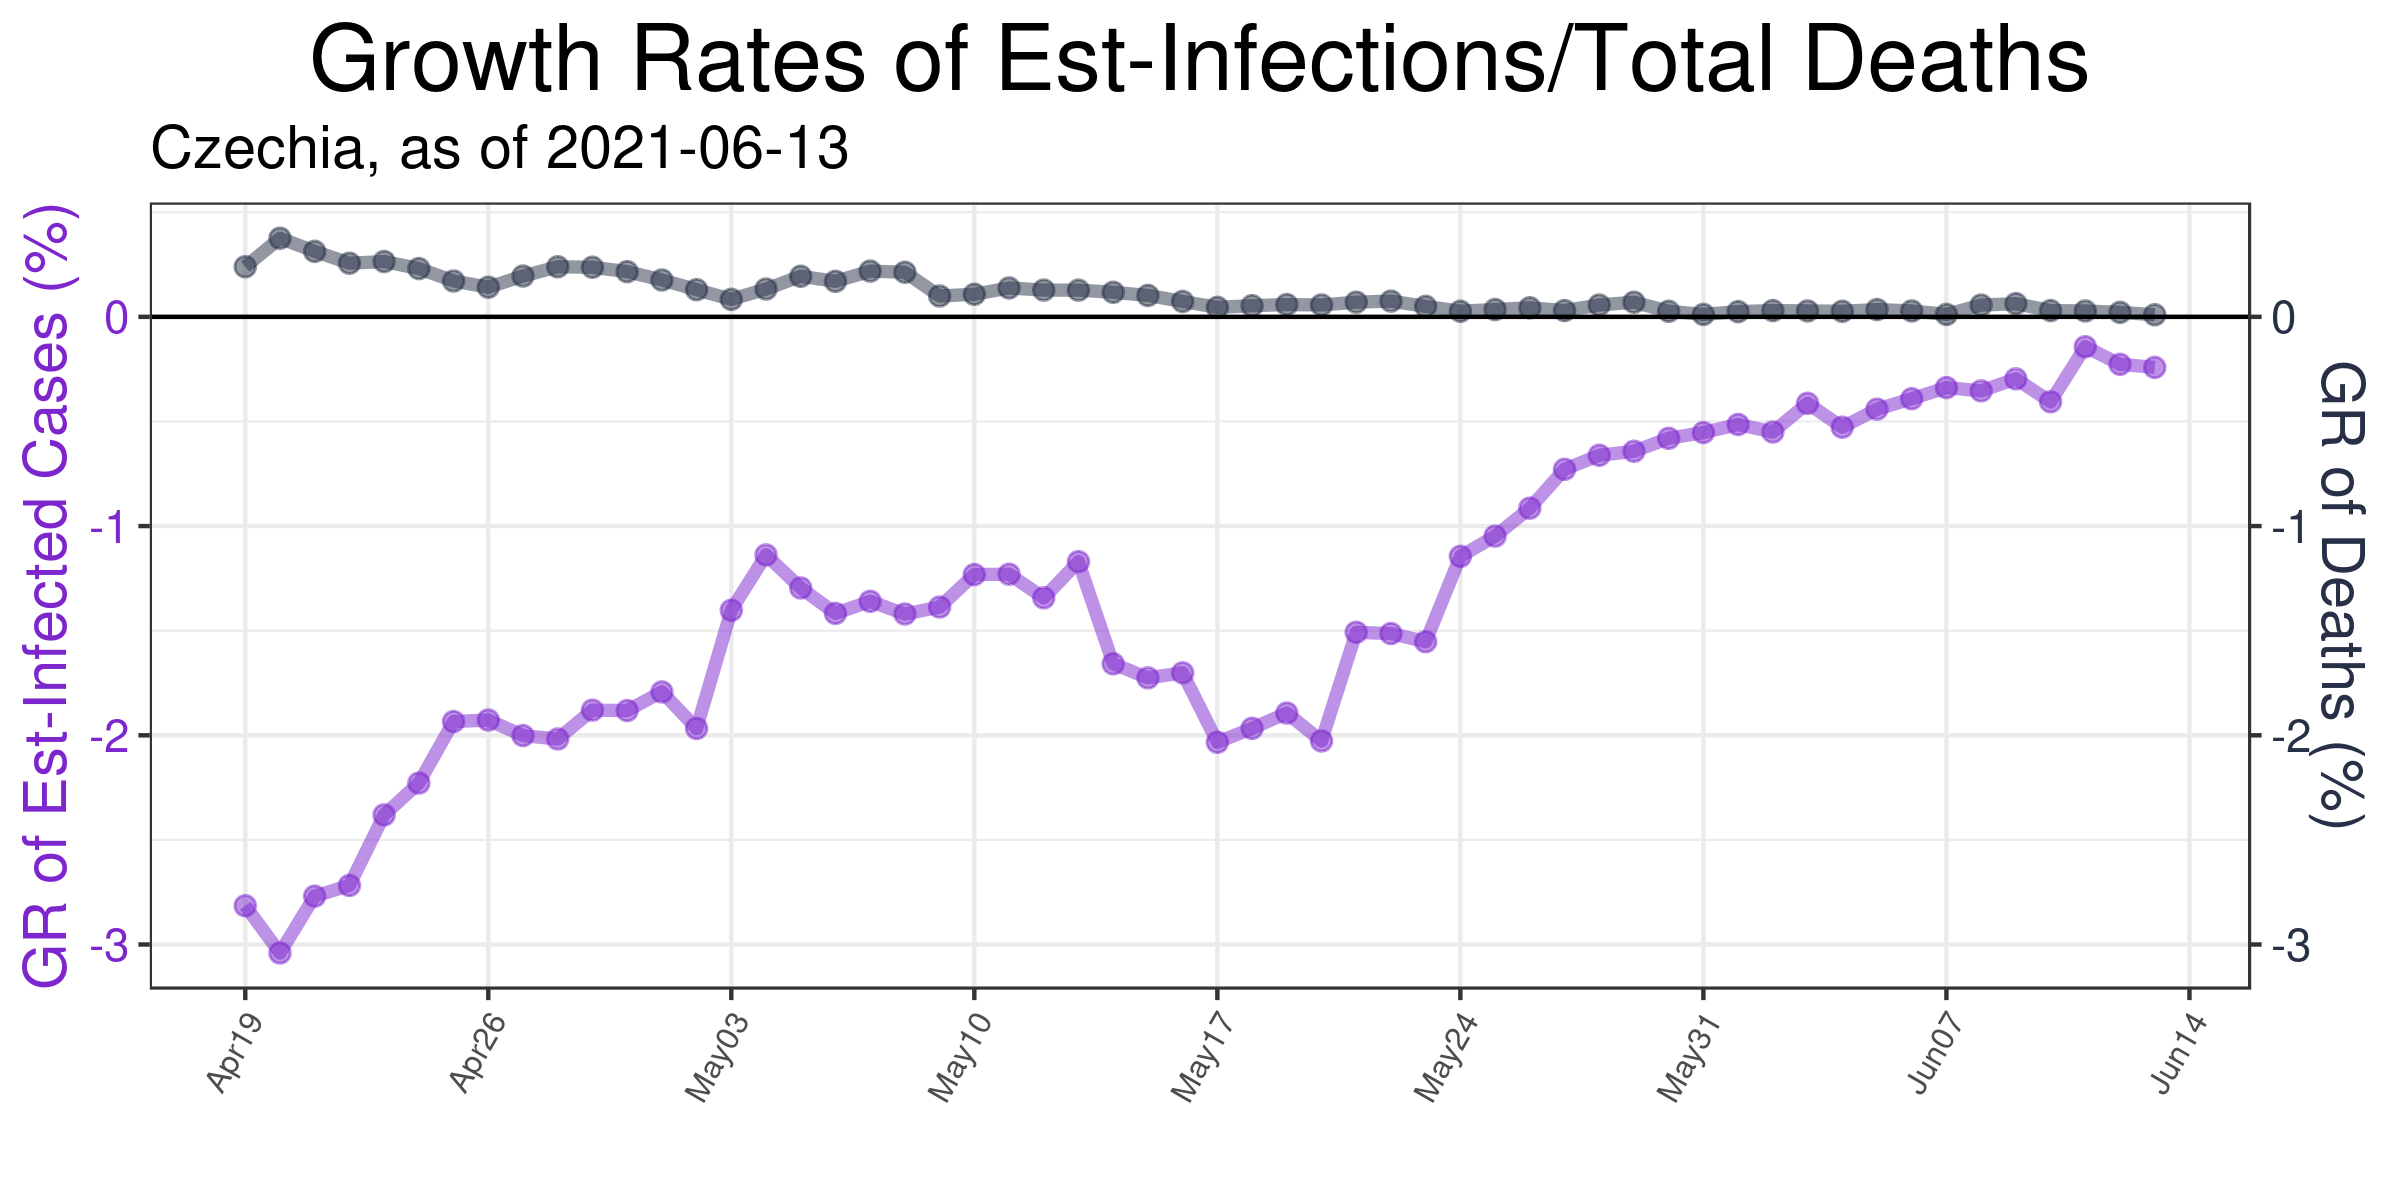 Growth Rates of Est-Infections/Total Deaths
Czechia, as of 2021-06-13
GR of Est-Infected Cases (%)
0
-1
-2
-3
0
-1
-2
-3
GR of Deaths (%)
Apr19
Apr26
May03
May10
May17
May24
May31
Jun07
Jun14